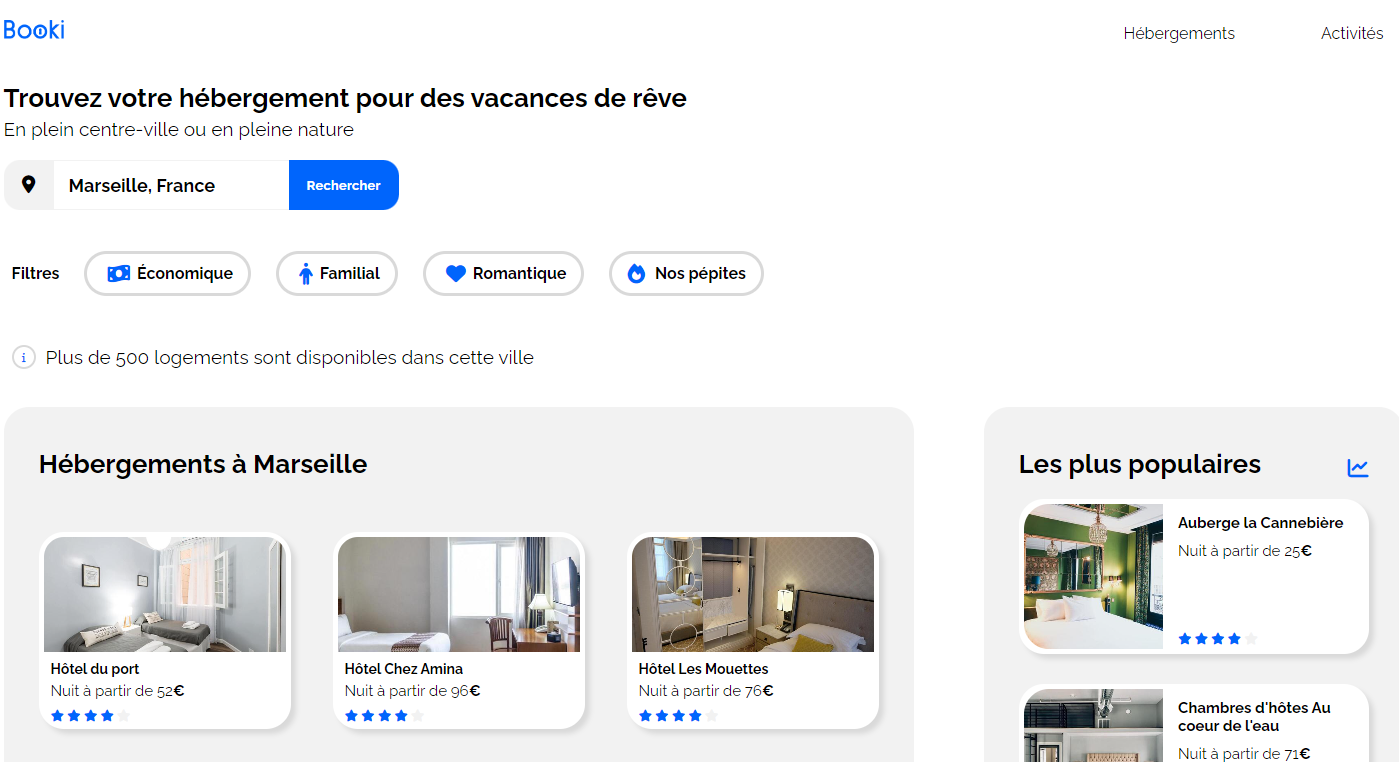 Booki
Hébergements
Activités
Trouvez votre hébergement pour des vacances de rêve
En plein centre-ville ou en pleine nature
Marseille, France
Rechercher
Filtres
Économique
Familial
Romantique
Nos pépites
i
Plus de 500 logements sont disponibles dans cette ville
Hébergements à Marseille
Hôtel du port
Nuit à partir de 52€
Hôtel Chez Amina
Nuit à partir de 96€
Hôtel Les Mouettes
Nuit à partir de 76€
Les plus populaires
Auberge la Cannebière
Nuit à partir de 25€
Chambres d'hôtes Au
coeur de l'eau
Nuit à partir de 71€